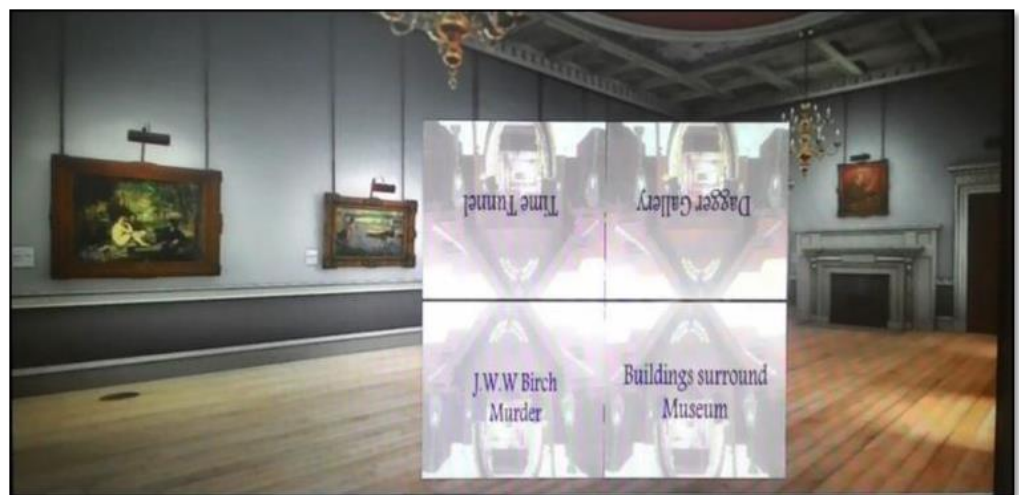 Time Tunnel
Dagger Gallery
J.W.W Birch
Murder
Buildings surround
Museum